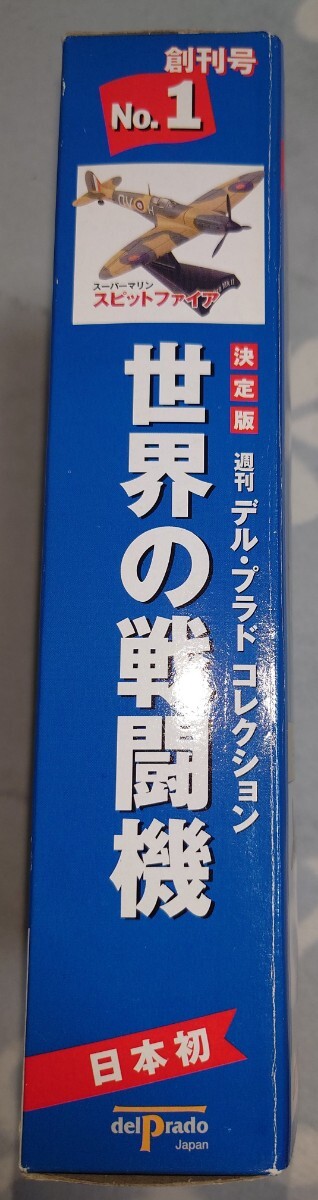 創刊号
No.1
スーパーマリン
スピットファイア
決定版
週刊 デル・プラド コレクション
世界の戦闘機
日本初
delPrado
Japan